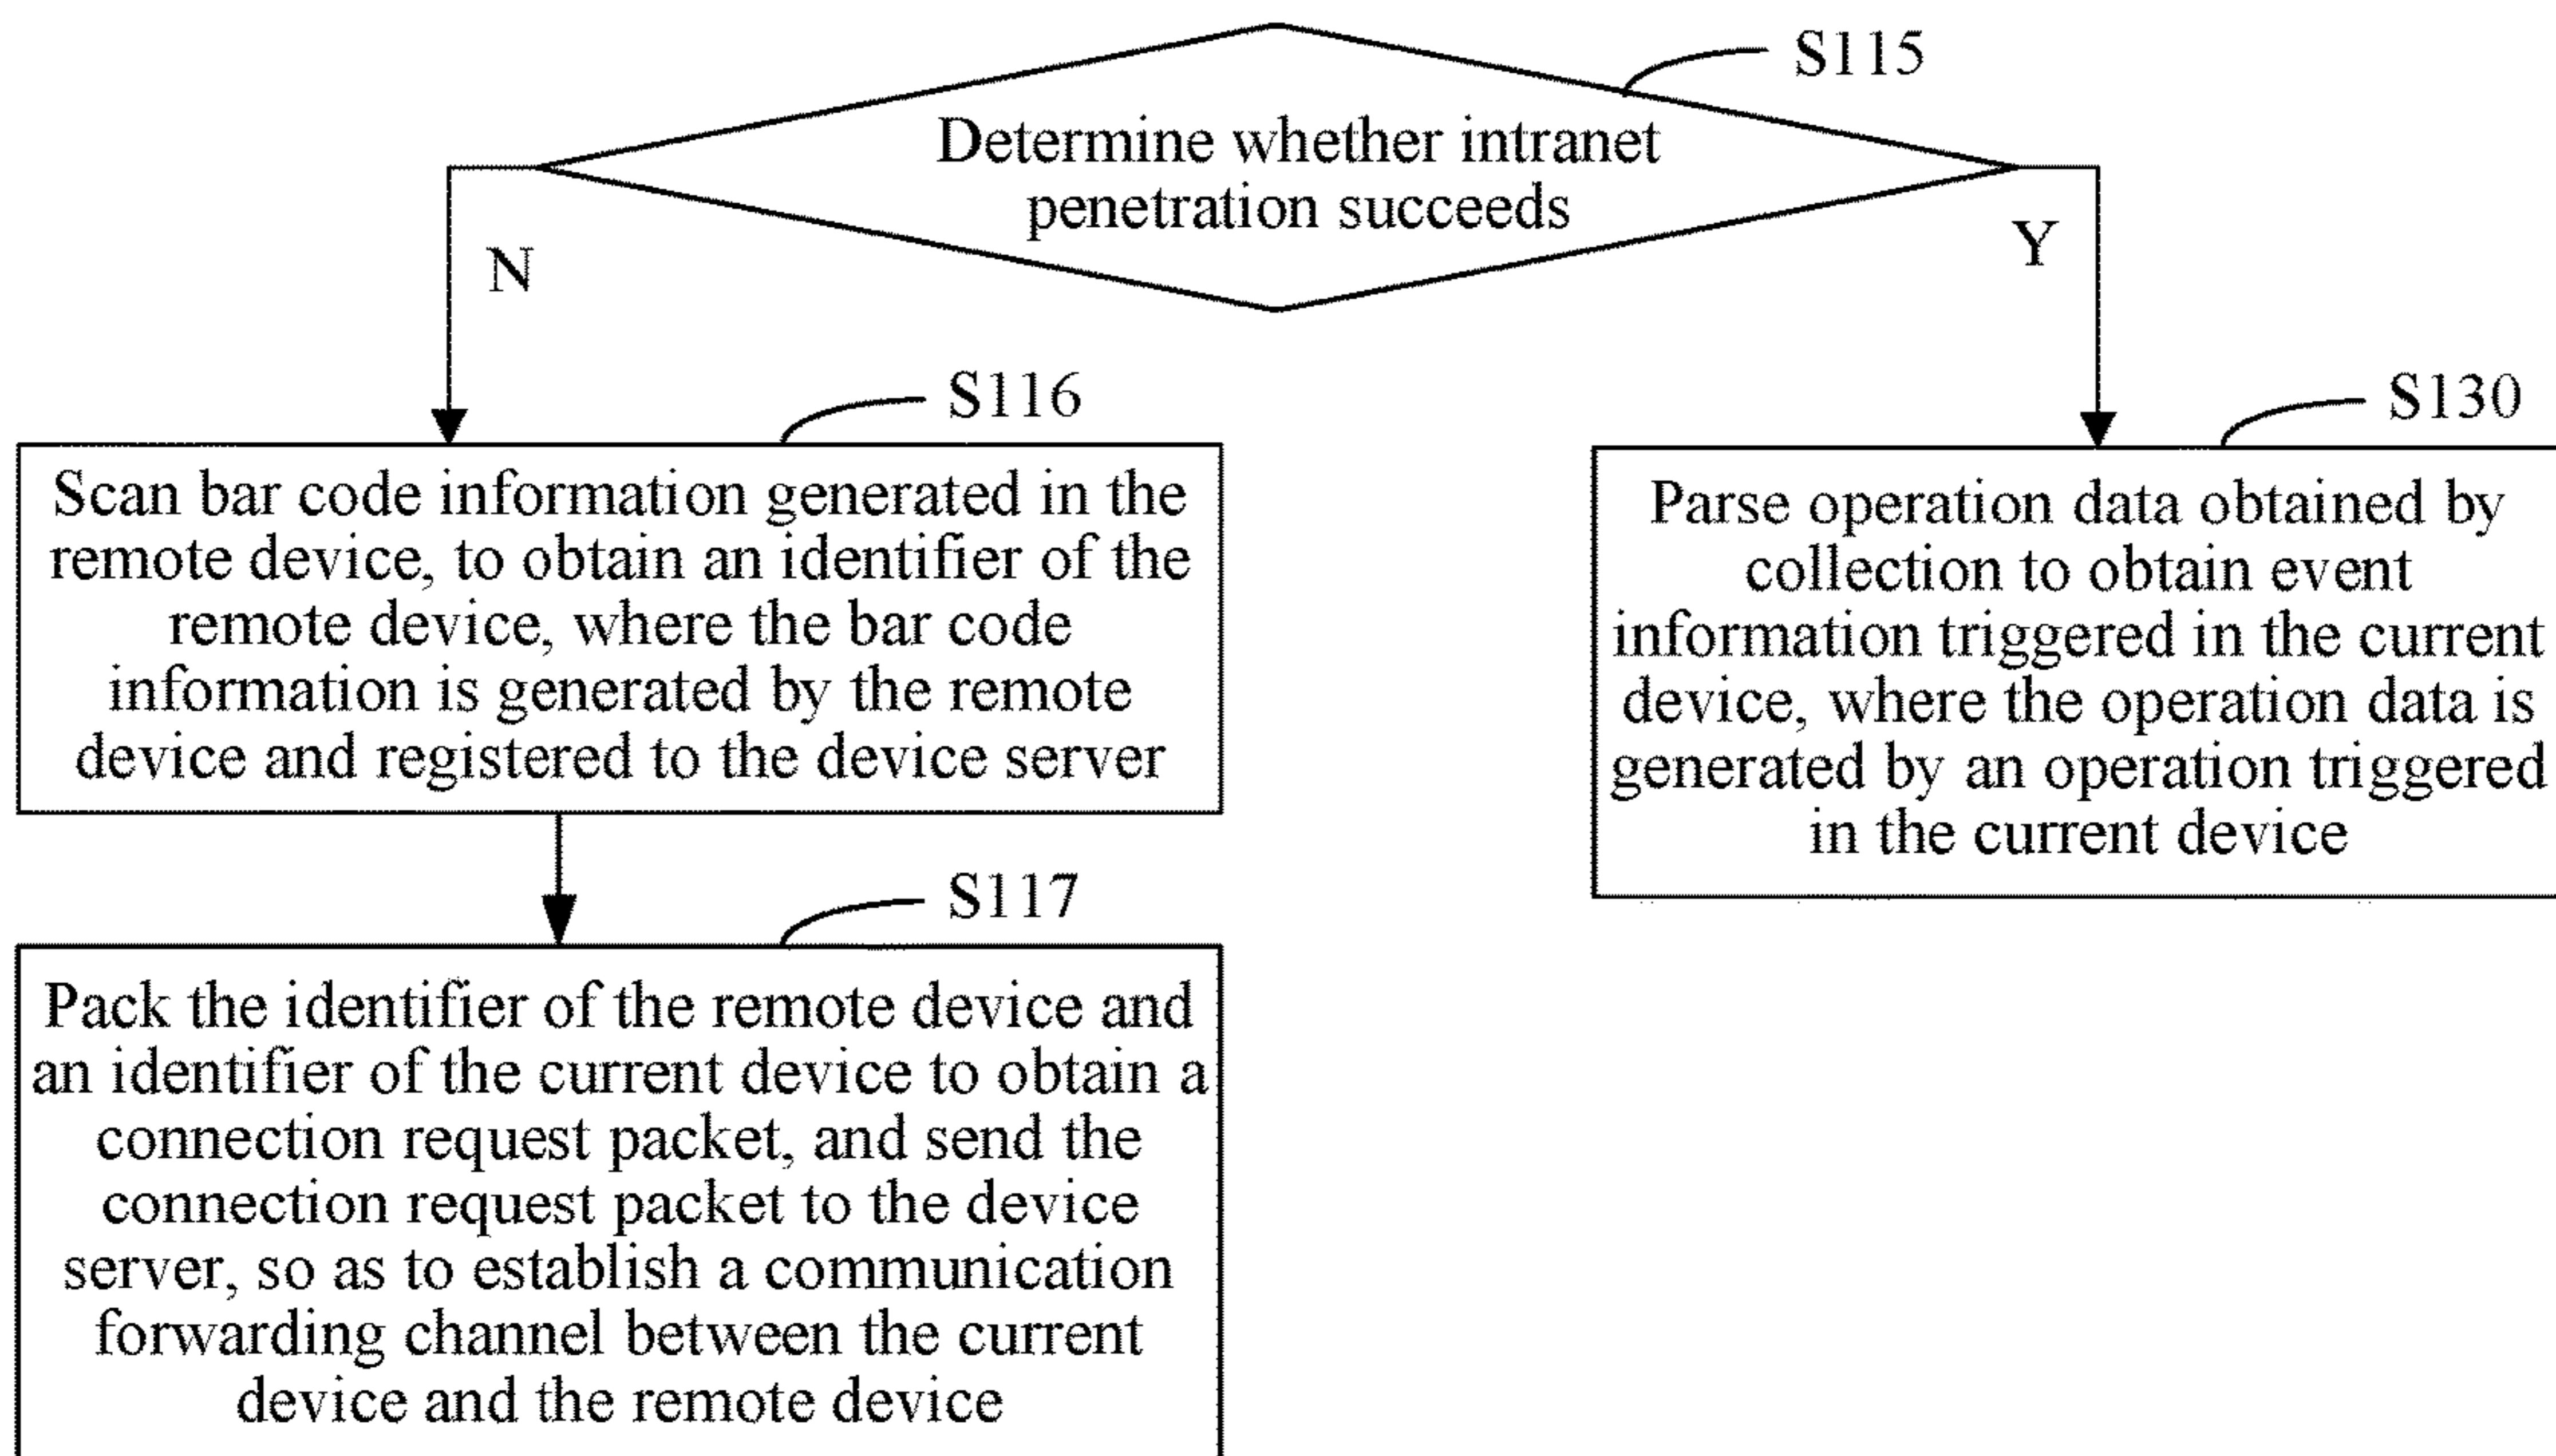 S115
Determine whether intranet
penetration succeeds
N
Y
S116
Scan bar code information generated in the
remote device, to obtain an identifier of the
remote device, where the bar code
information is generated by the remote
device and registered to the device server
S130
Parse operation data obtained by
collection to obtain event
information triggered in the current
device, where the operation data is
generated by an operation triggered
in the current device
S117
Pack the identifier of the remote device and
an identifier of the current device to obtain a
connection request packet, and send the
connection request packet to the device
server, so as to establish a communication
forwarding channel between the current
device and the remote device